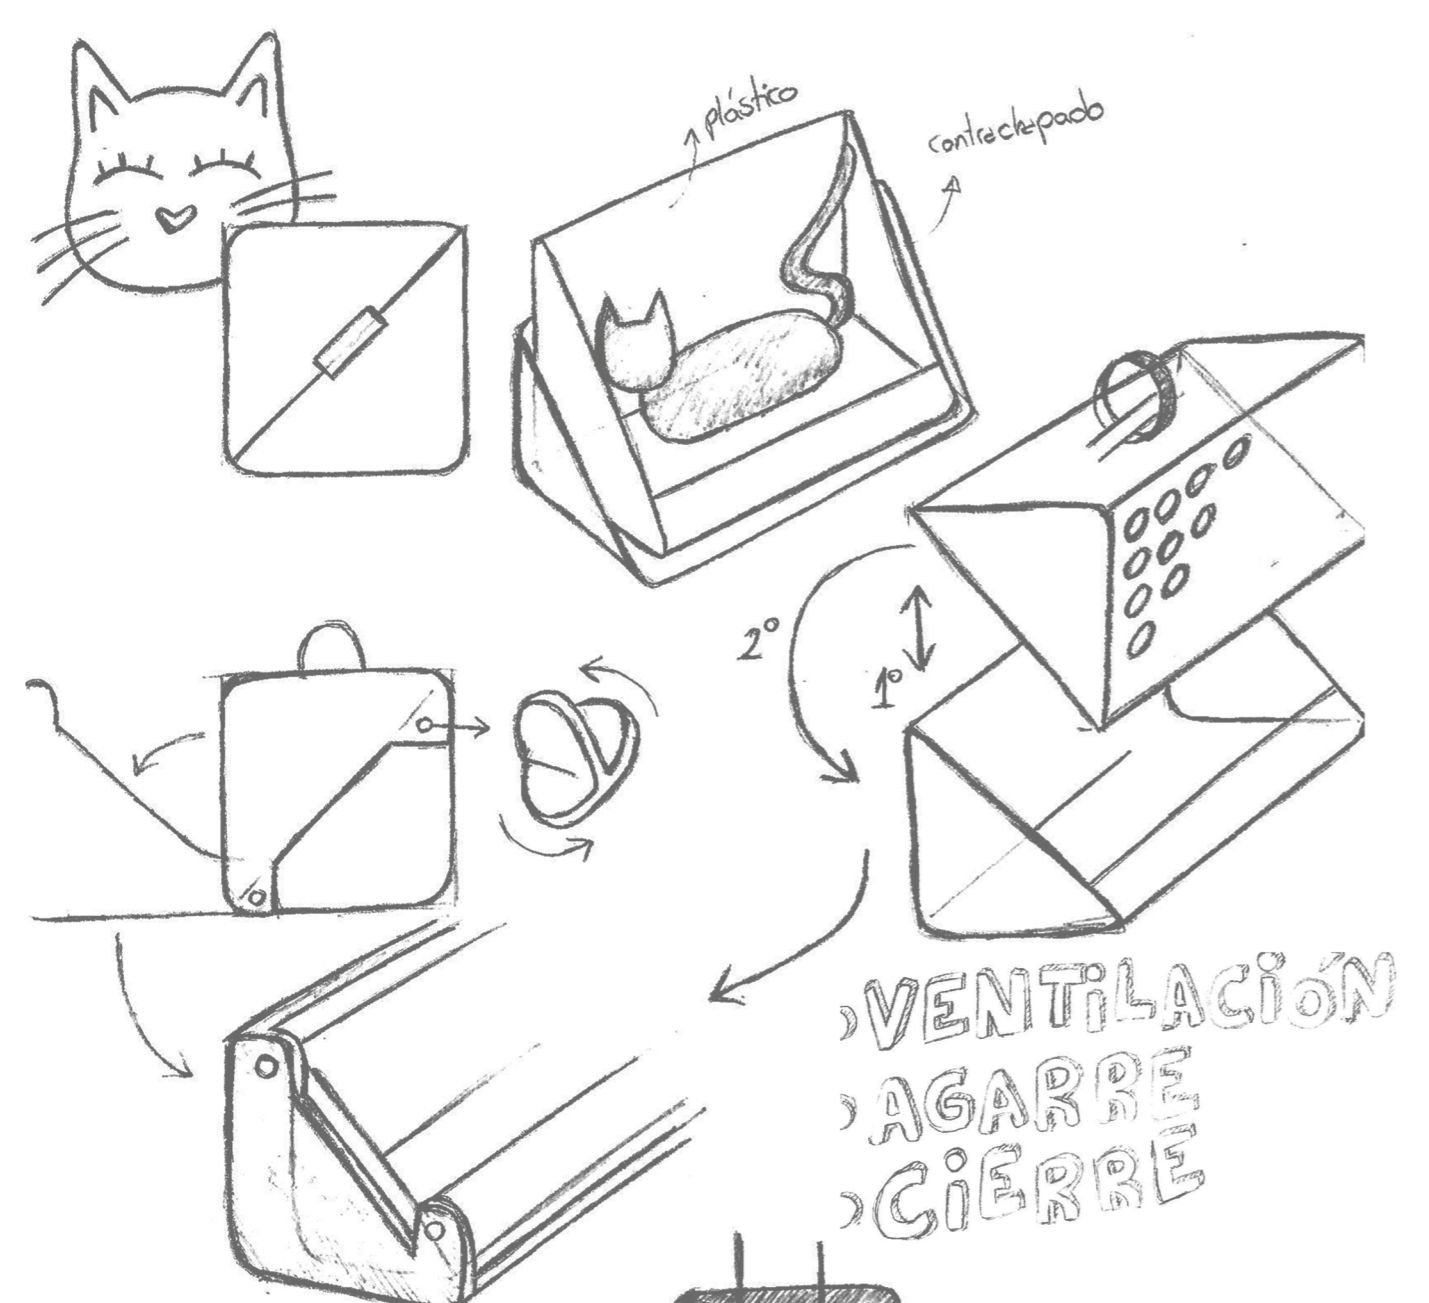 plástico
contrachapado
2º
1º
VENTILACIÓN
AGARRE
CIERRE